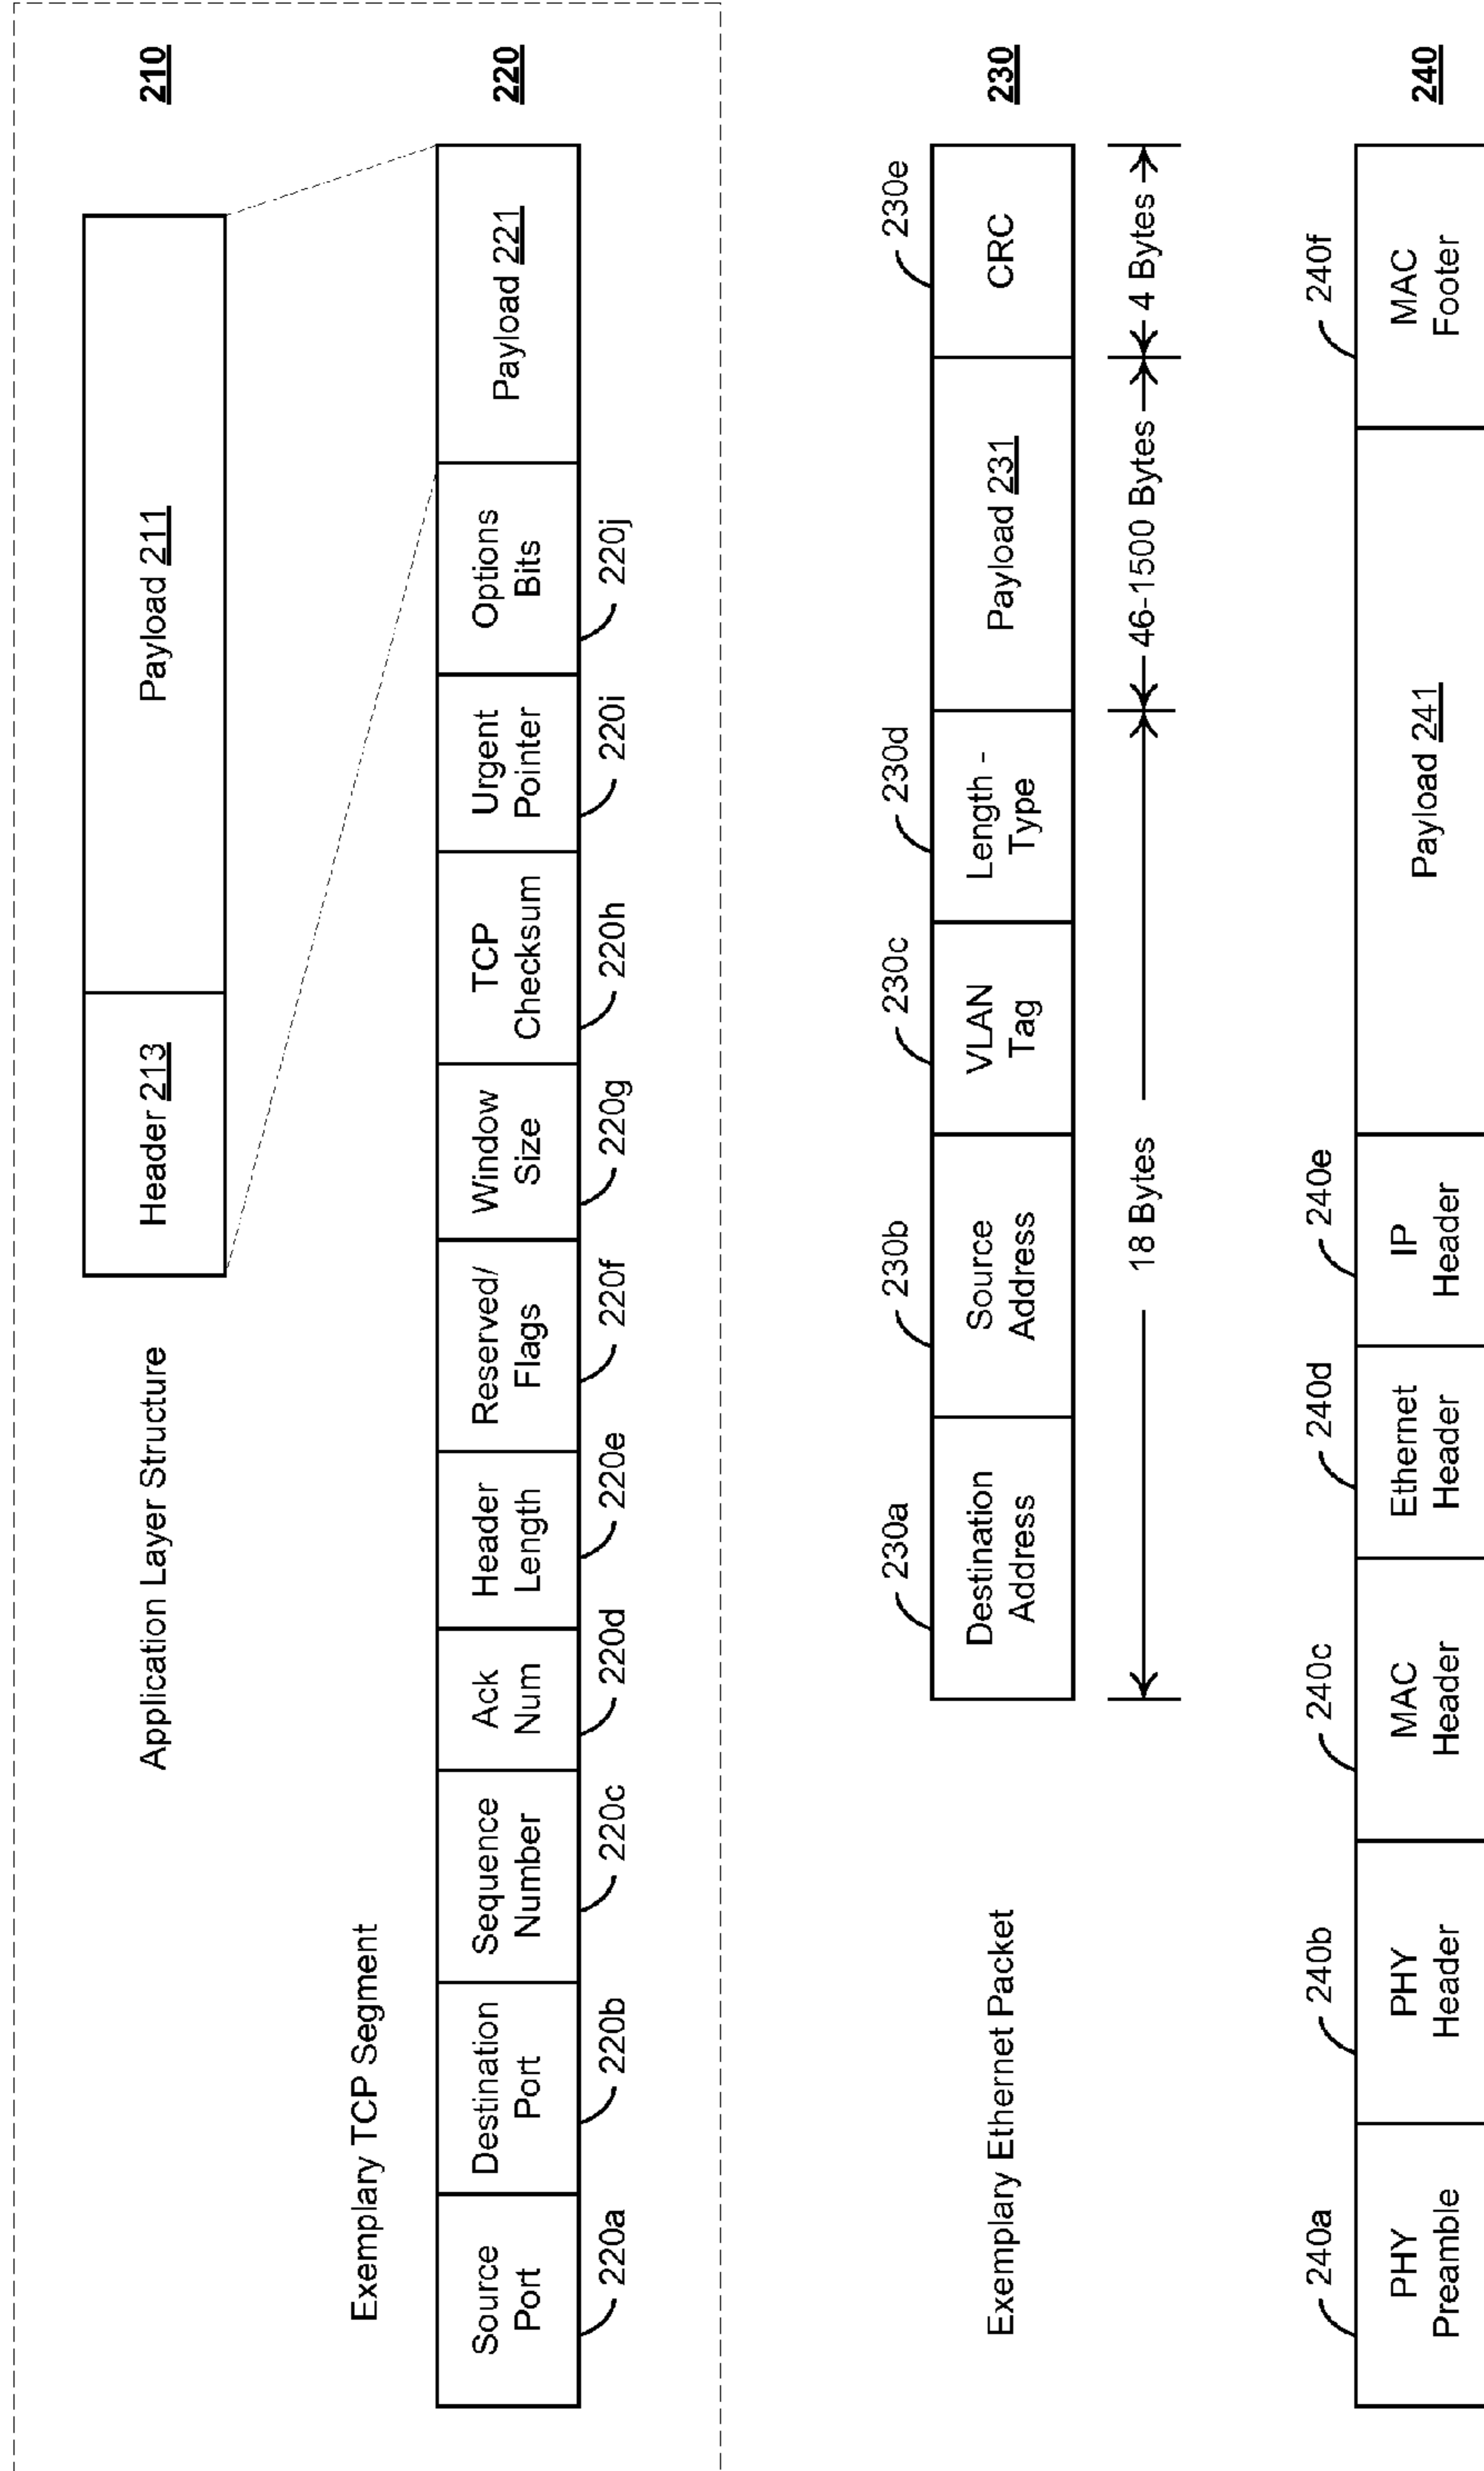 210
Header 213
Payload 211
Application Layer Structure
220
Exemplary TCP Segment
Source
Port
Destination
Port
Sequence
Number
Ack
Num
Header
Length
Reserved/
Flags
Window
Size
TCP
Checksum
Urgent
Pointer
Options
Bits
Payload 221
220a
220b
220c
220d
220e
220f
220g
220h
220i
220j
230
230a
230b
230c
230d
230e
Destination
Address
Source
Address
VLAN
Tag
Length -
Type
Payload 231
CRC
Exemplary Ethernet Packet
18 Bytes
46-1500 Bytes
4 Bytes
240
240a
240b
240c
240d
240e
240f
PHY
Preamble
PHY
Header
MAC
Header
Ethernet
Header
IP
Header
Payload 241
MAC
Footer